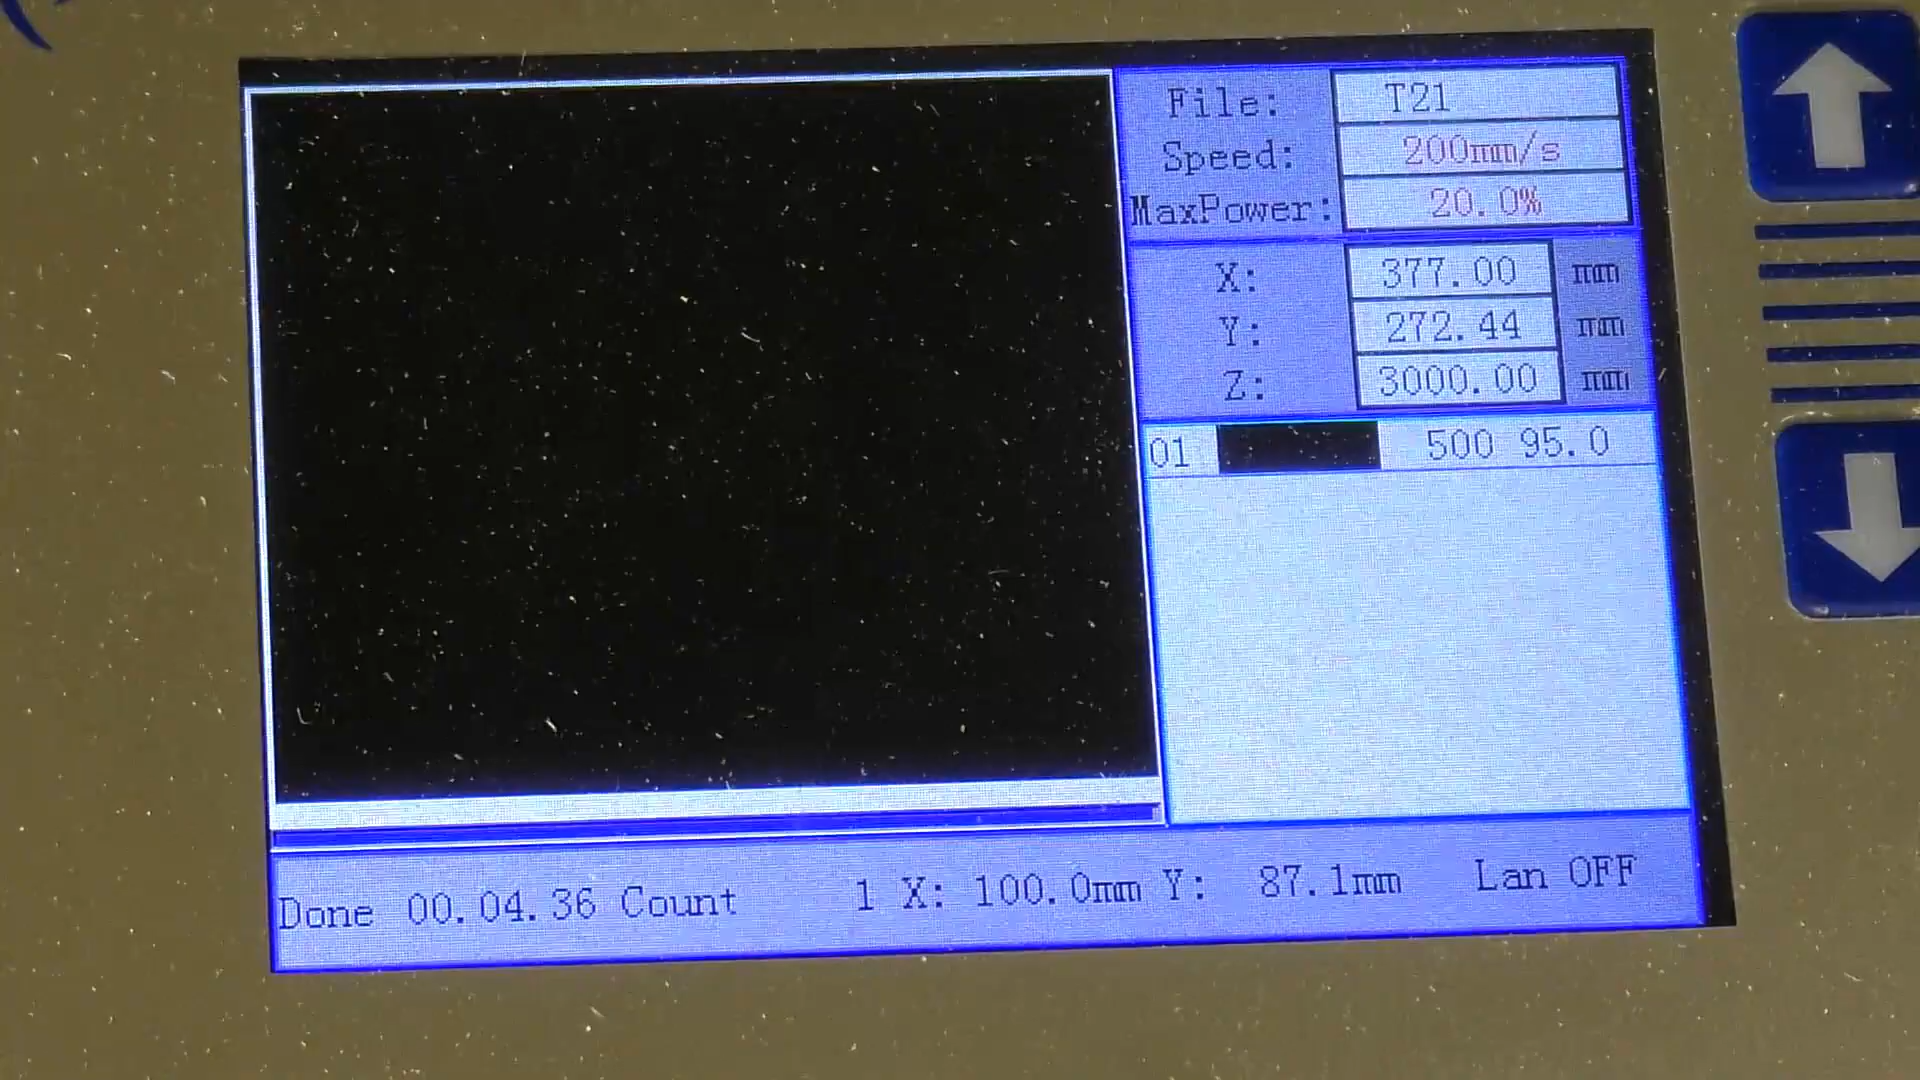 File: T21
Speed: 200mm/s
MaxPower: 20.0%
X: 377.00 mm
Y: 272.44 mm
Z: 3000.00 mm
01 500 95.0
Done 00.04.36 Count 1 X: 100.0mm Y: 87.1mm Lan OFF